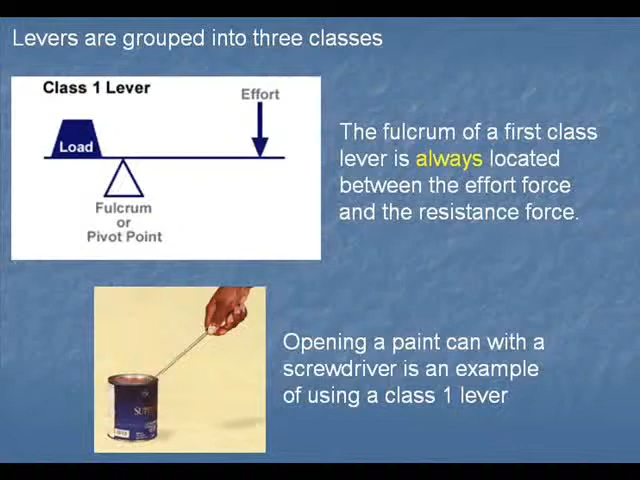 Levers are grouped into three classes
Class 1 Lever
Effort
Load
Fulcrum
or
Pivot Point
The fulcrum of a first class
lever is always located
between the effort force
and the resistance force.
Opening a paint can with a
screwdriver is an example
of using a class 1 lever